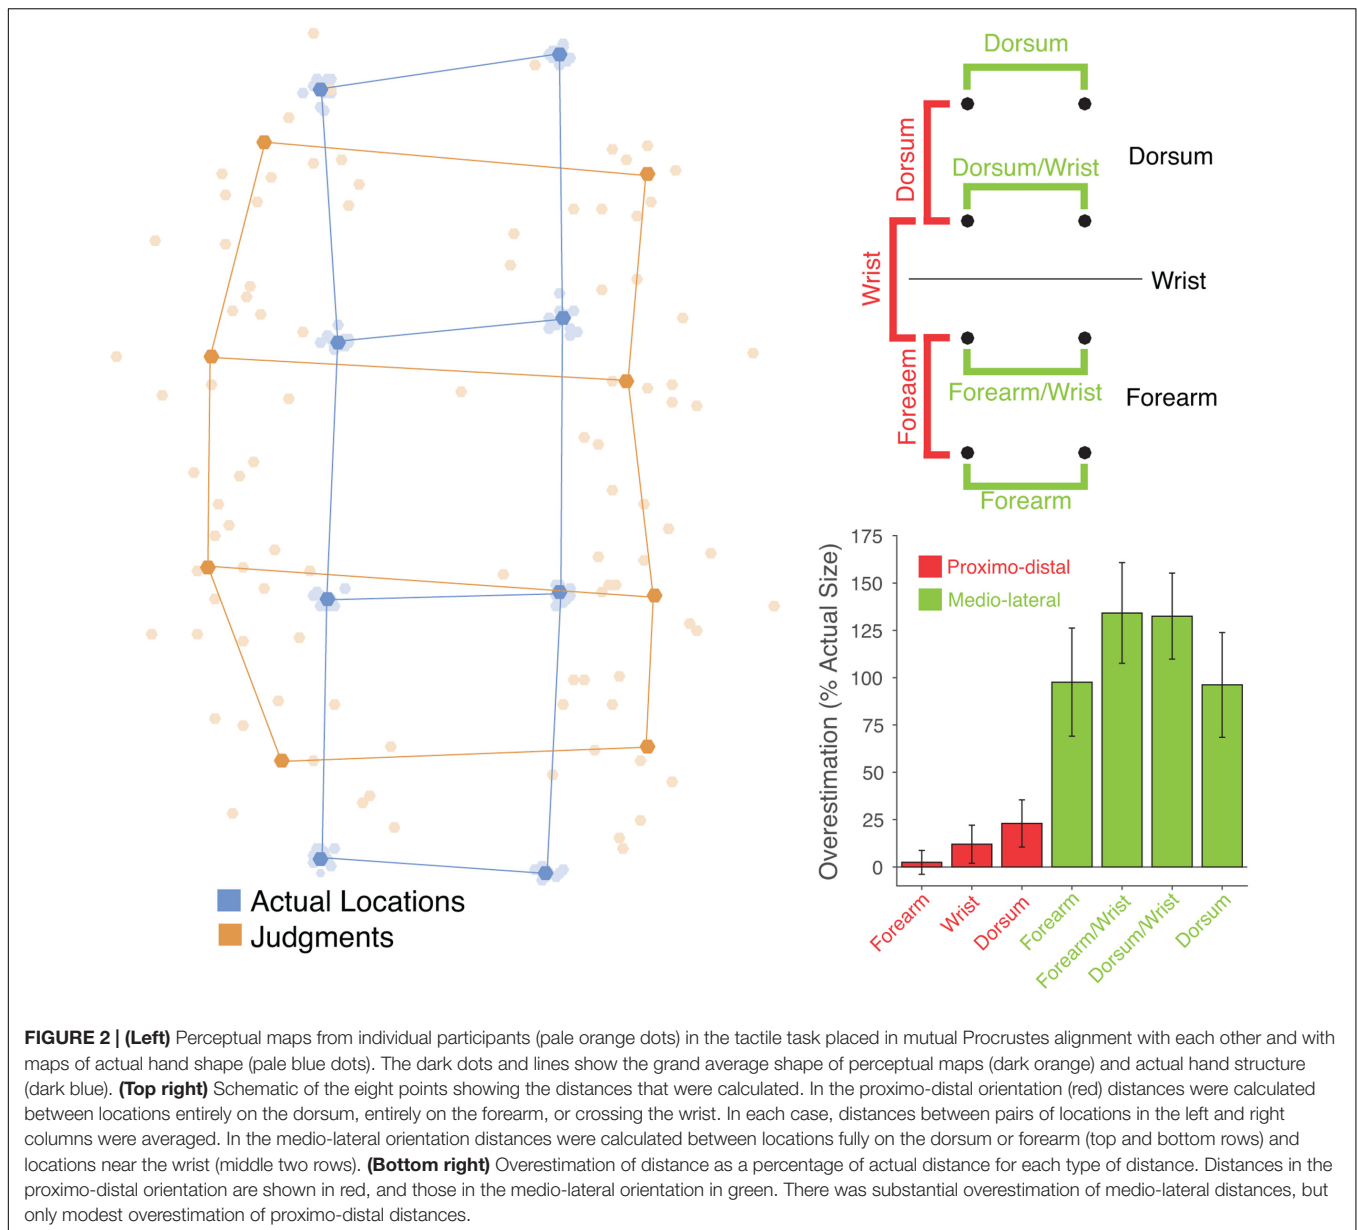 Actual Locations
Judgments
Dorsum
Dorsum
Dorsum/Wrist
Dorsum
Wrist
Wrist
Foreaem
Forearm/Wrist
Forearm
Forearm
Overestimation (% Actual Size)
175
150
125
100
75
50
25
0
Proximo-distal
Medio-lateral
Forearm
Wrist
Dorsum
Forearm
Forearm/Wrist
Dorsum/Wrist
Dorsum
FIGURE 2 | (Left) Perceptual maps from individual participants (pale orange dots) in the tactile task placed in mutual Procrustes alignment with each other and with
maps of actual hand shape (pale blue dots). The dark dots and lines show the grand average shape of perceptual maps (dark orange) and actual hand structure
(dark blue). (Top right) Schematic of the eight points showing the distances that were calculated. In the proximo-distal orientation (red) distances were calculated
between locations entirely on the dorsum, entirely on the forearm, or crossing the wrist. In each case, distances between pairs of locations in the left and right
columns were averaged. In the medio-lateral orientation distances were calculated between locations fully on the dorsum or forearm (top and bottom rows) and
locations near the wrist (middle two rows). (Bottom right) Overestimation of distance as a percentage of actual distance for each type of distance. Distances in the
proximo-distal orientation are shown in red, and those in the medio-lateral orientation in green. There was substantial overestimation of medio-lateral distances, but
only modest overestimation of proximo-distal distances.